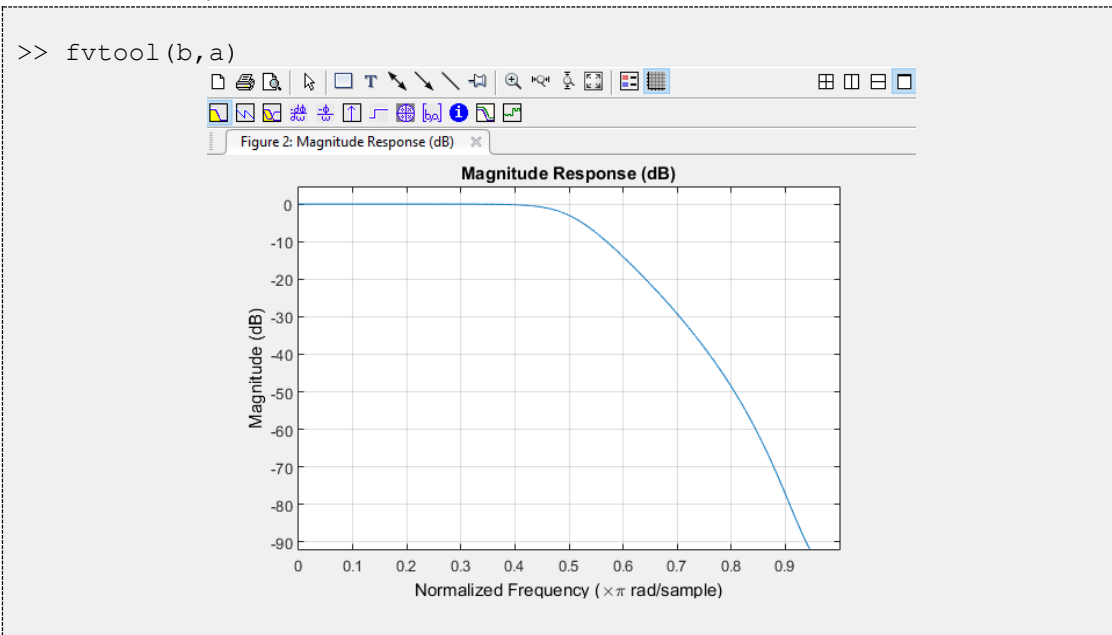 >> fvtool(b,a)
T
[b,a]
i
Figure 2: Magnitude Response (dB)
Magnitude Response (dB)
Magnitude (dB)
0
-10
-20
-30
-40
-50
-60
-70
-80
-90
0 0.1 0.2 0.3 0.4 0.5 0.6 0.7 0.8 0.9
Normalized Frequency (×π rad/sample)